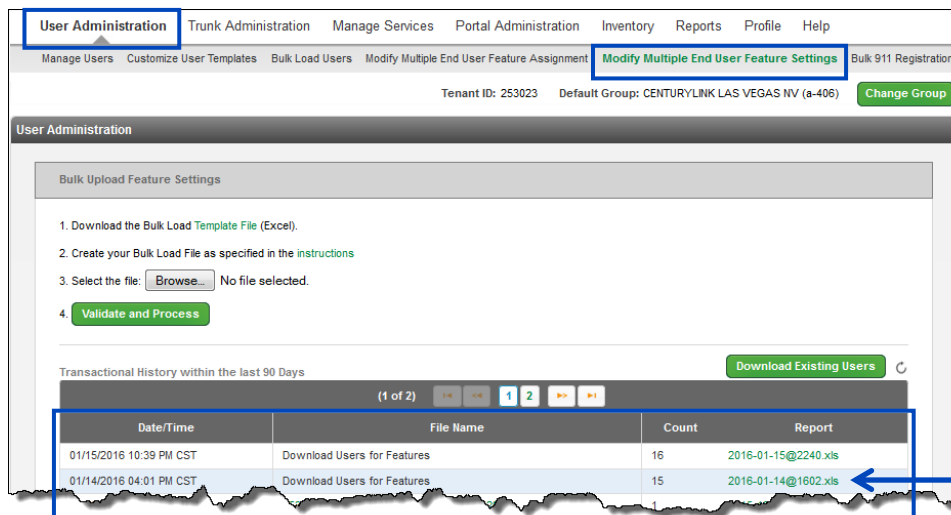 User Administration Trunk Administration Manage Services Portal Administration Inventory Reports Profile Help
Manage Users Customize User Templates Bulk Load Users Modify Multiple End User Feature Assignment Modify Multiple End User Feature Settings Bulk 911 Registration
Tenant ID: 253023 Default Group: CENTURYLINK LAS VEGAS NV (a-406) Change Group
User Administration
Bulk Upload Feature Settings
1. Download the Bulk Load Template File (Excel).
2. Create your Bulk Load File as specified in the instructions
3. Select the file: Browse... No file selected.
4. Validate and Process
Transactional History within the last 90 Days Download Existing Users
(1 of 2) 1 2
Date/Time File Name Count Report
01/15/2016 10:39 PM CST Download Users for Features 16 2016-01-15@2240.xls
01/14/2016 04:01 PM CST Download Users for Features 15 2016-01-14@1602.xls